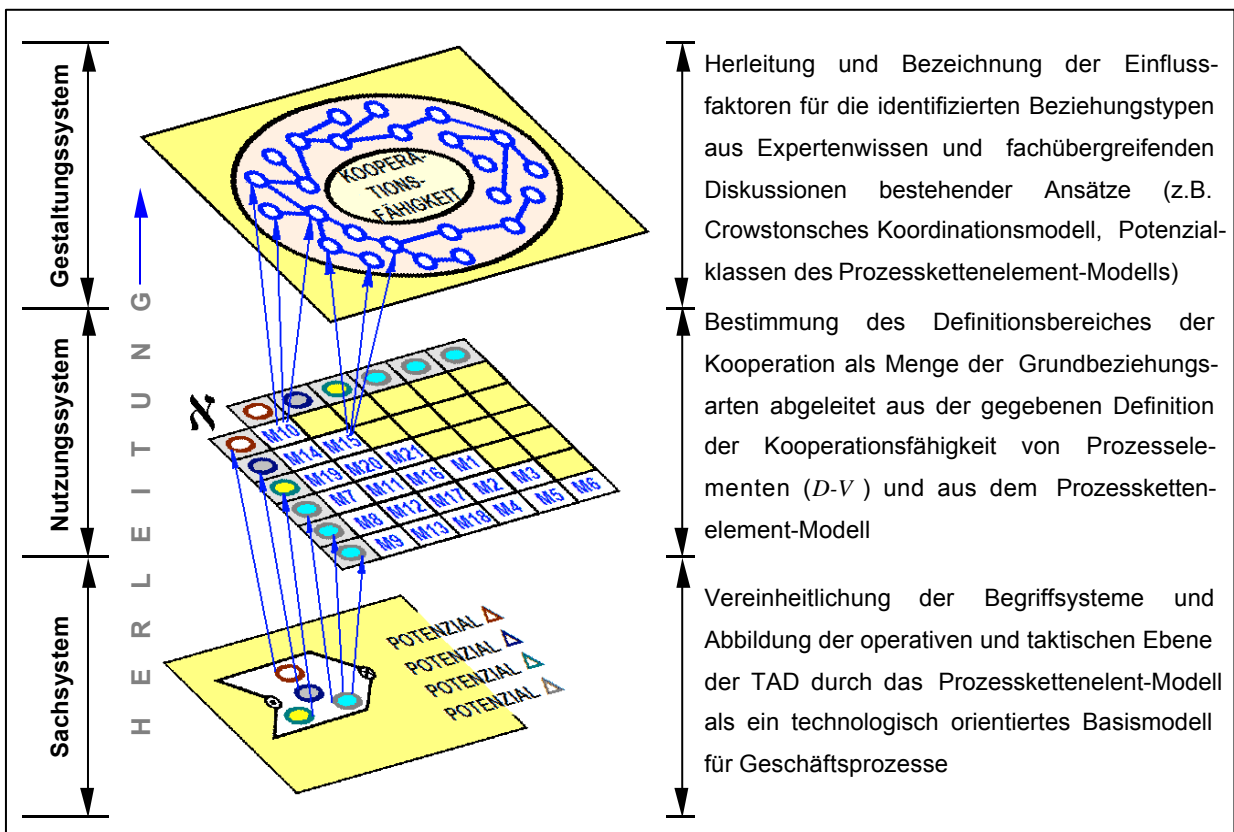 Gestaltungssystem
Nutzungssystem
Sachsystem
HERLEITUNG
KOOPERA-
TIONS-
FÄHIGKEIT
ℵ
M10
M14 M15
M19 M20 M21
M7 M11 M16 M1
M8 M12 M17 M2 M3
M9 M13 M18 M4 M5 M6
POTENZIAL
POTENZIAL
POTENZIAL
POTENZIAL
Herleitung und Bezeichnung der Einfluss-
faktoren für die identifizierten Beziehungstypen
aus Expertenwissen und fachübergreifenden
Diskussionen bestehender Ansätze (z.B.
Crowstonsches Koordinationsmodell, Potenzial-
klassen des Prozesskettenelement-Modells)
Bestimmung des Definitionsbereiches der
Kooperation als Menge der Grundbeziehungs-
arten abgeleitet aus der gegebenen Definition
der Kooperationsfähigkeit von Prozessele-
menten (D-V ) und aus dem Prozessketten-
element-Modell
Vereinheitlichung der Begriffsysteme und
Abbildung der operativen und taktischen Ebene
der TAD durch das Prozesskettenelent-Modell
als ein technologisch orientiertes Basismodell
für Geschäftsprozesse